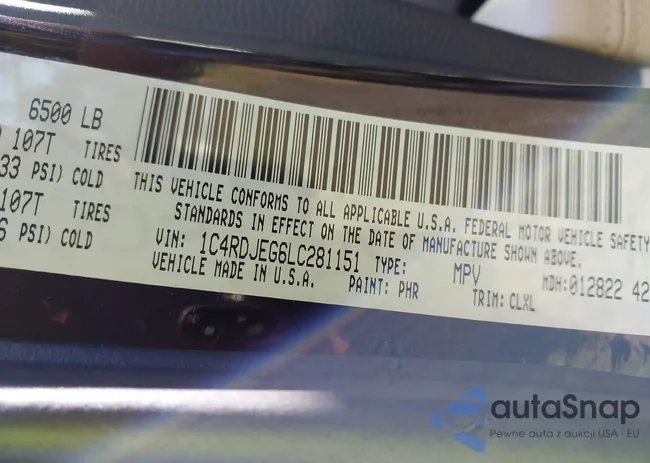 6500 LB
107T TIRES
33 PSI) COLD
107T TIRES
PSI) COLD
THIS VEHICLE CONFORMS TO ALL APPLICABLE U.S.A. FEDERAL MOTOR VEHICLE SAFETY
STANDARDS IN EFFECT ON THE DATE OF MANUFACTURE SHOWN ABOVE.
VIN: 1C4RDJEG6LC281151 TYPE: MPV MDH:012822 42
VEHICLE MADE IN U.S.A. PAINT: PHR TRIM: CLXL
autaSnap
Pewne auta z aukcji USA i EU